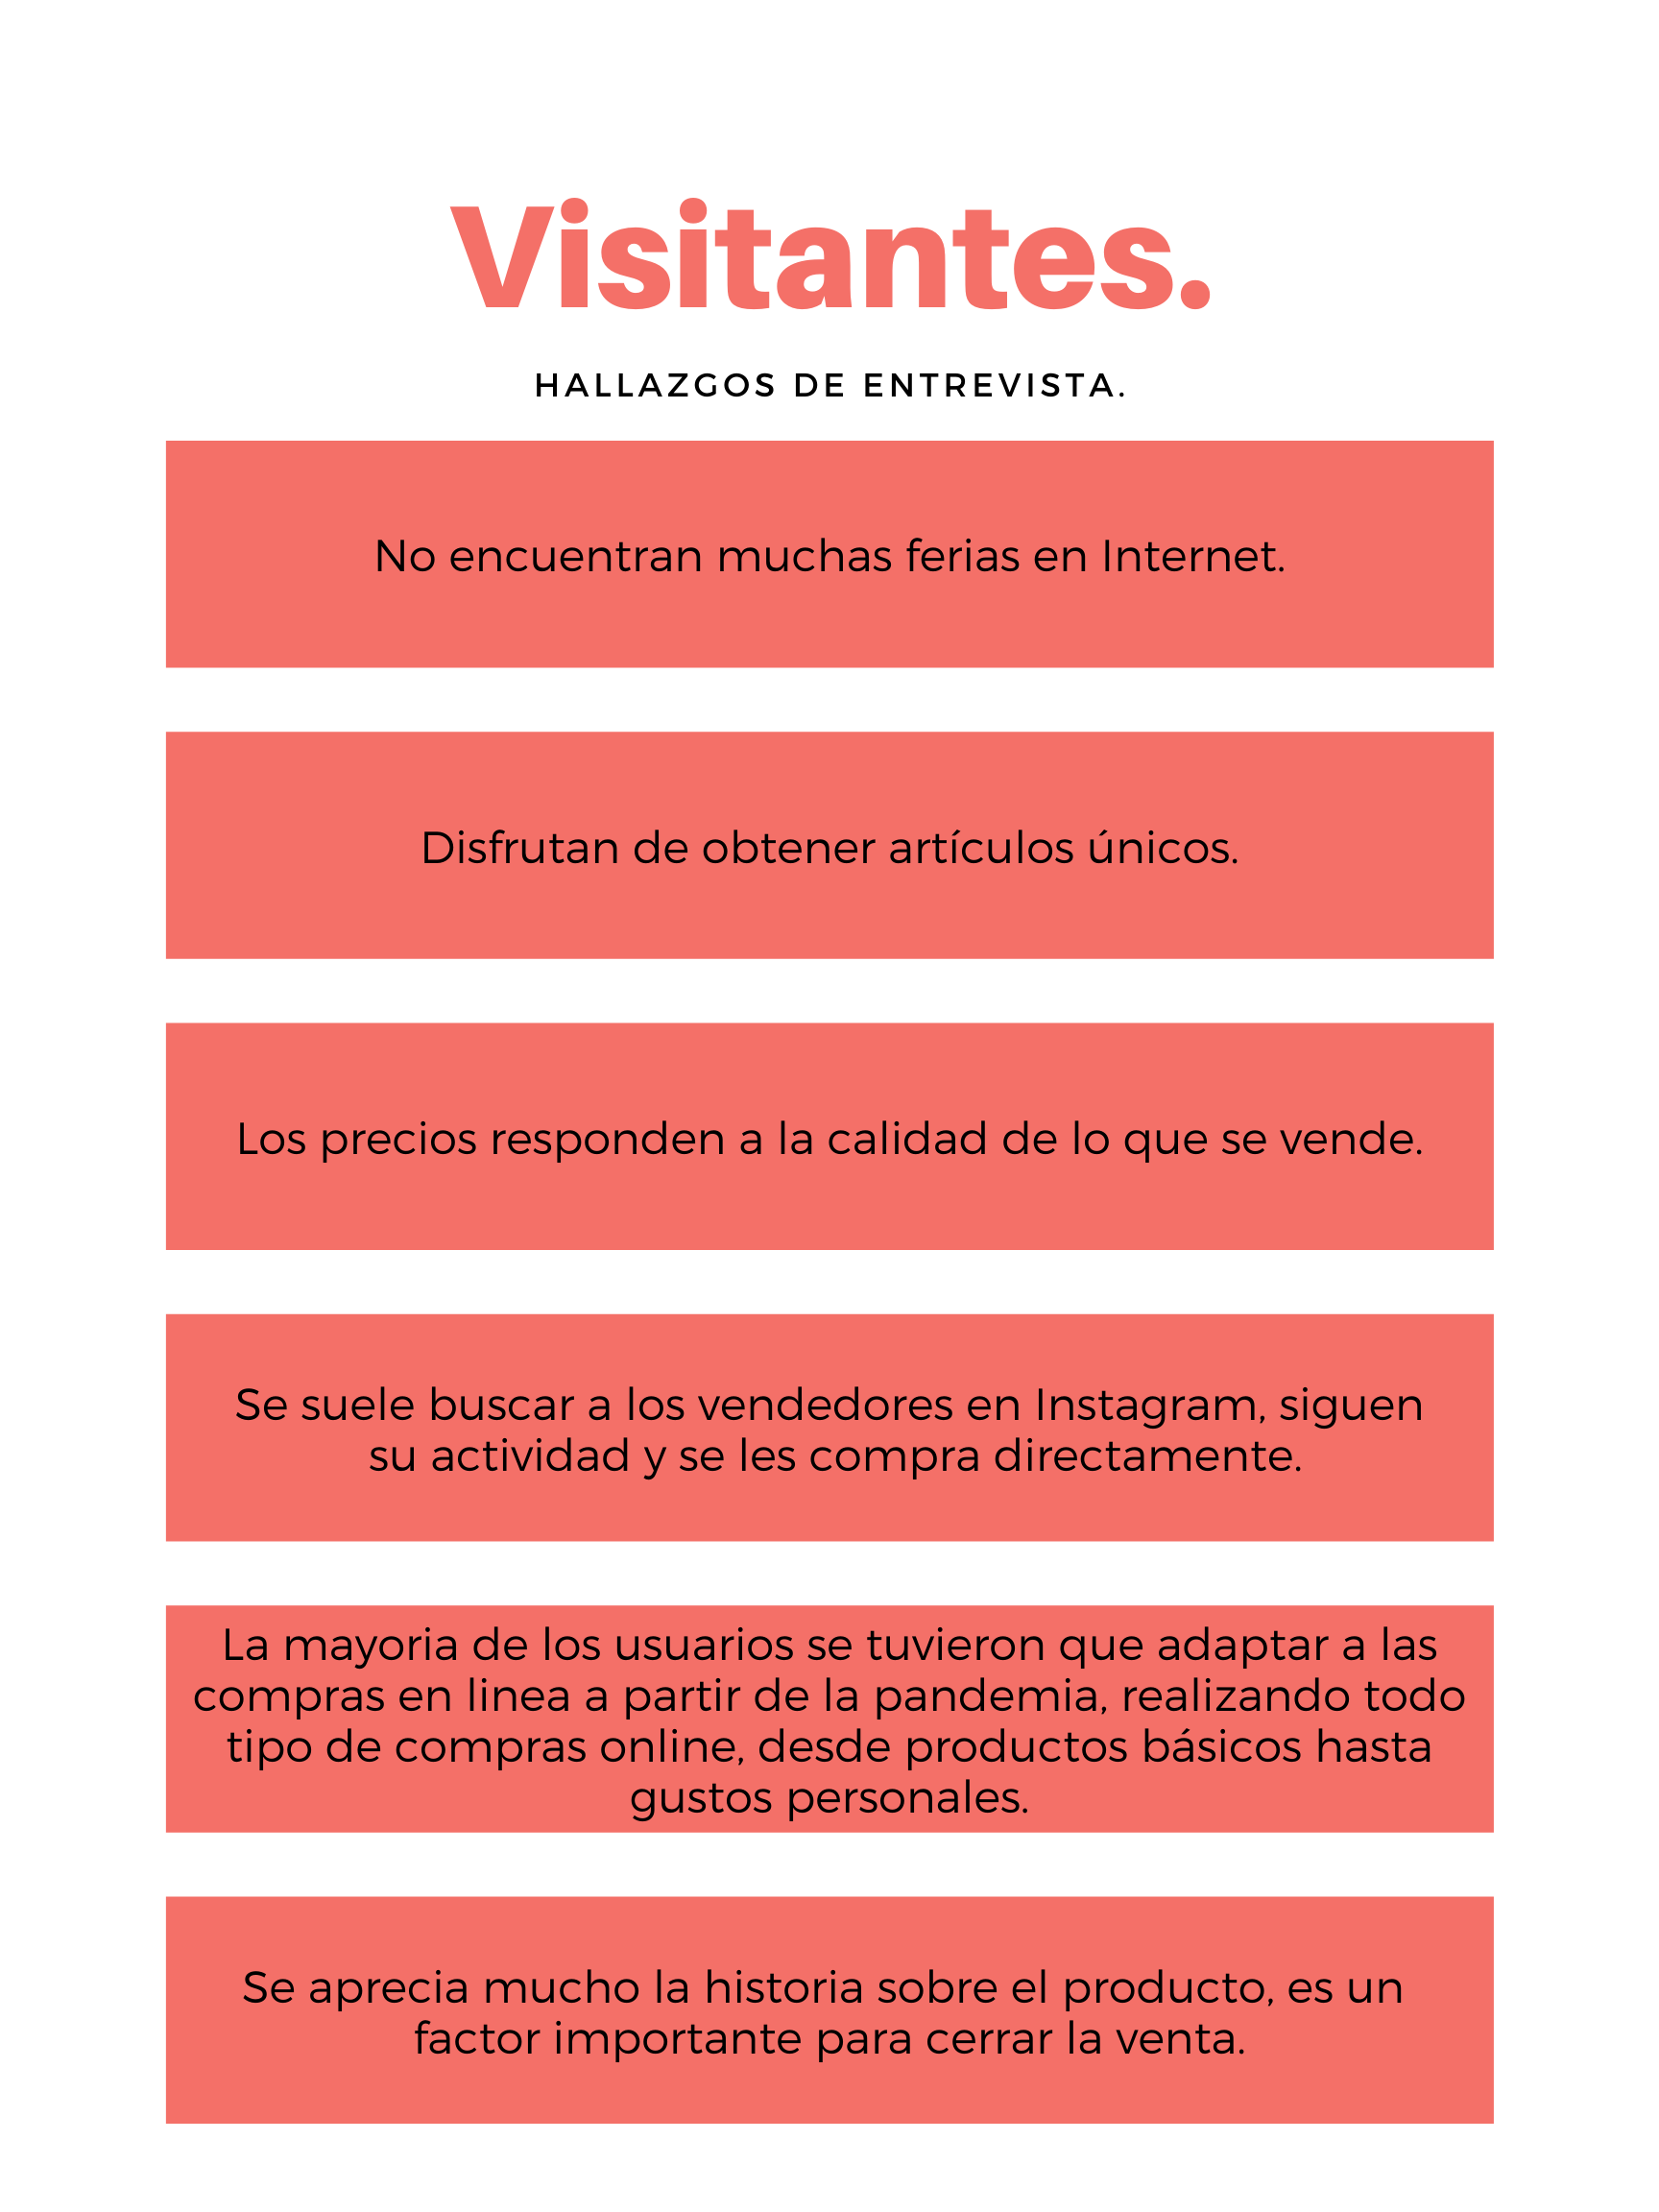 Visitantes.
HALLAZGOS DE ENTREVISTA.
No encuentran muchas ferias en Internet.
Disfrutan de obtener artículos únicos.
Los precios responden a la calidad de lo que se vende.
Se suele buscar a los vendedores en Instagram, siguen
su actividad y se les compra directamente.
La mayoria de los usuarios se tuvieron que adaptar a las
compras en linea a partir de la pandemia, realizando todo
tipo de compras online, desde productos básicos hasta
gustos personales.
Se aprecia mucho la historia sobre el producto, es un
factor importante para cerrar la venta.